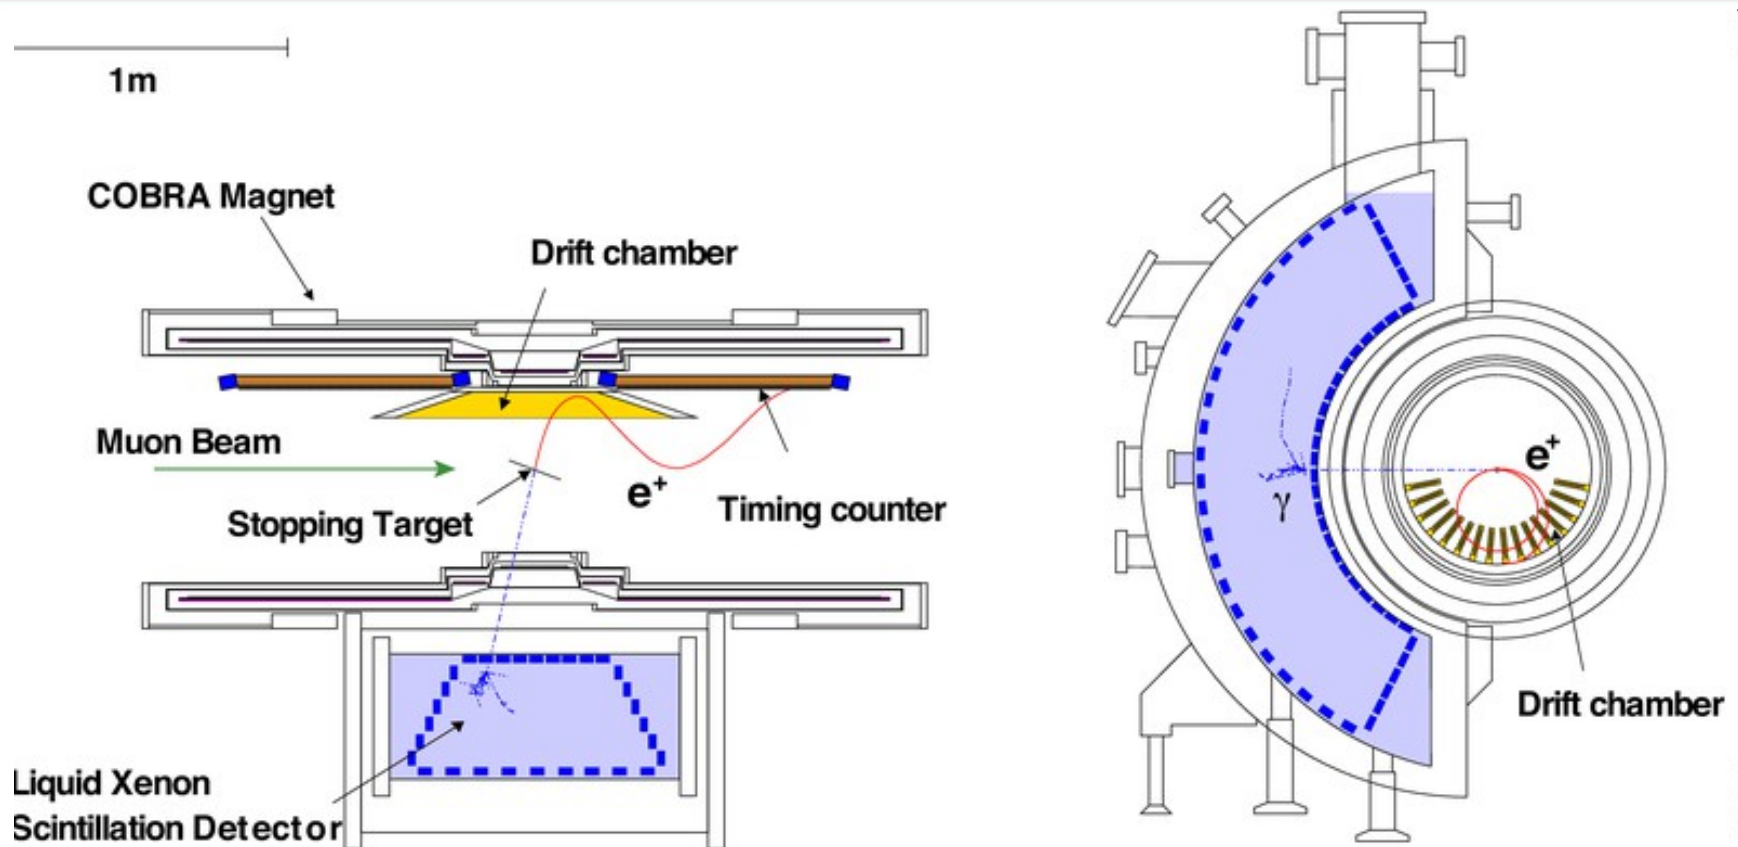 1m
COBRA Magnet
Drift chamber
Muon Beam
e+
Stopping Target
Timing counter
Liquid Xenon
Scintillation Detector
γ
e+
Drift chamber